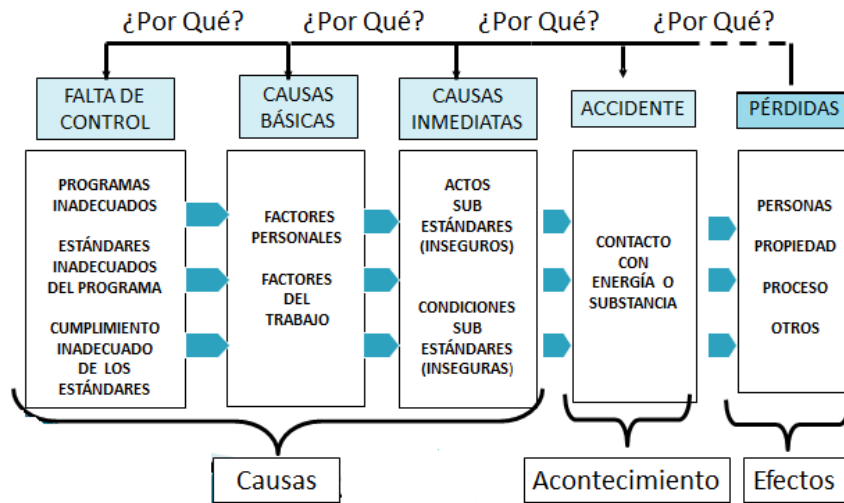 ¿Por Qué? ¿Por Qué? ¿Por Qué? ¿Por Qué?
FALTA DE
CONTROL
CAUSAS
BÁSICAS
CAUSAS
INMEDIATAS
ACCIDENTE
PÉRDIDAS
PROGRAMAS
INADECUADOS
ESTÁNDARES
INADECUADOS
DEL PROGRAMA
CUMPLIMIENTO
INADECUADO
DE LOS
ESTÁNDARES
FACTORES
PERSONALES
FACTORES
DEL
TRABAJO
ACTOS
SUB
ESTÁNDARES
(INSEGUROS)
CONDICIONES
SUB
ESTÁNDARES
(INSEGURAS)
CONTACTO
CON
ENERGÍA O
SUBSTANCIA
PERSONAS
PROPIEDAD
PROCESO
OTROS
Causas
Acontecimiento
Efectos